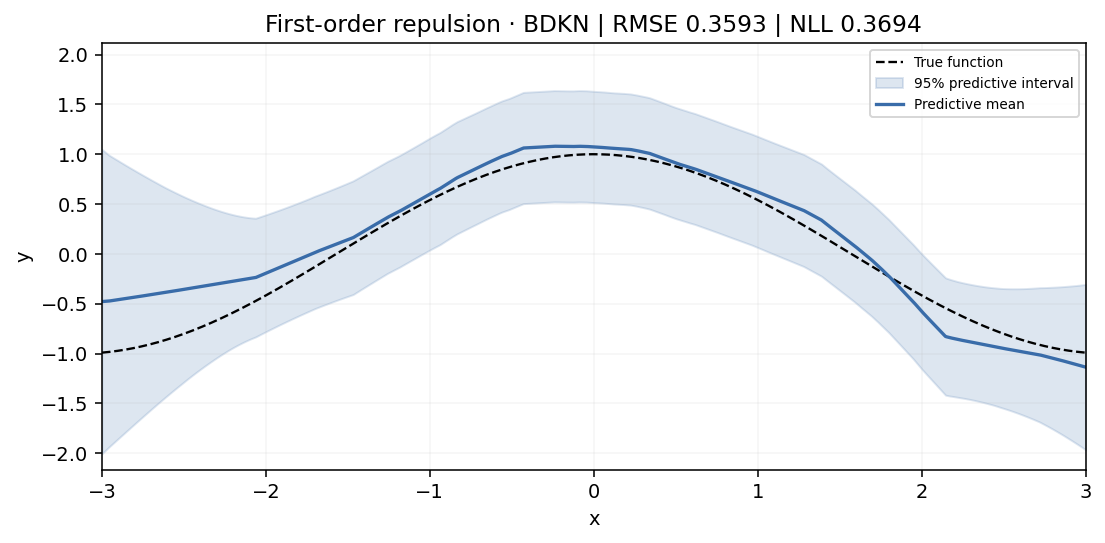 First-order repulsion · BDKN | RMSE 0.3593 | NLL 0.3694
True function
95% predictive interval
Predictive mean
2.0
1.5
1.0
0.5
0.0
−0.5
−1.0
−1.5
−2.0
y
−3
−2
−1
0
1
2
3
x